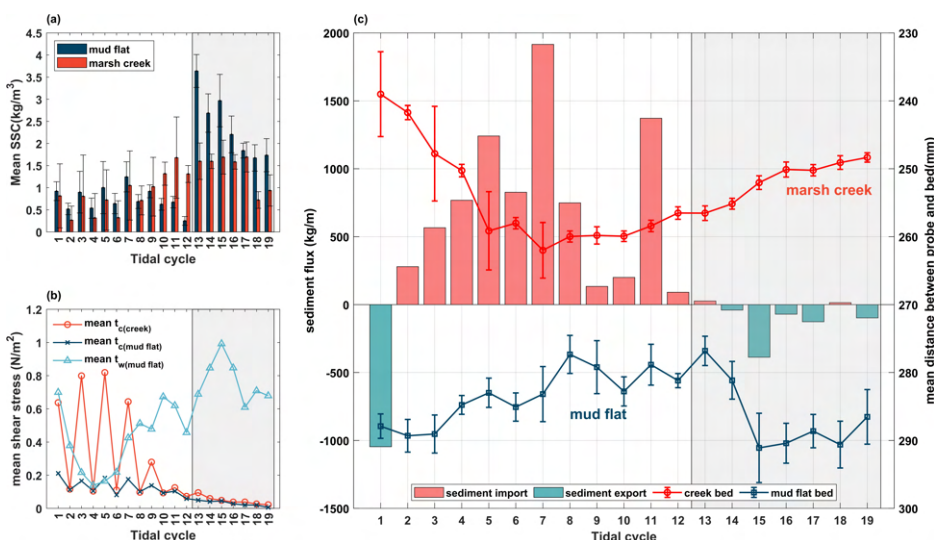 (a)
4.5
4
3.5
3
2.5
2
1.5
1
0.5
0
Mean SSC(kg/m³)
mud flat
marsh creek
1 2 3 4 5 6 7 8 9 10 11 12 13 14 15 16 17 18 19
Tidal cycle
(b)
1.2
1
0.8
0.6
0.4
0.2
0
mean shear stress (N/m²)
mean t_c(creek)
mean t_c(mud flat)
mean t_w(mud flat)
1 2 3 4 5 6 7 8 9 10 11 12 13 14 15 16 17 18 19
Tidal cycle
(c)
2000
1500
1000
500
0
-500
-1000
-1500
sediment flux (kg/m)
marsh creek
mud flat
sediment import
sediment export
creek bed
mud flat bed
1 2 3 4 5 6 7 8 9 10 11 12 13 14 15 16 17 18 19
Tidal cycle
230
240
250
260
270
280
290
300
mean distance between probe and bed(mm)